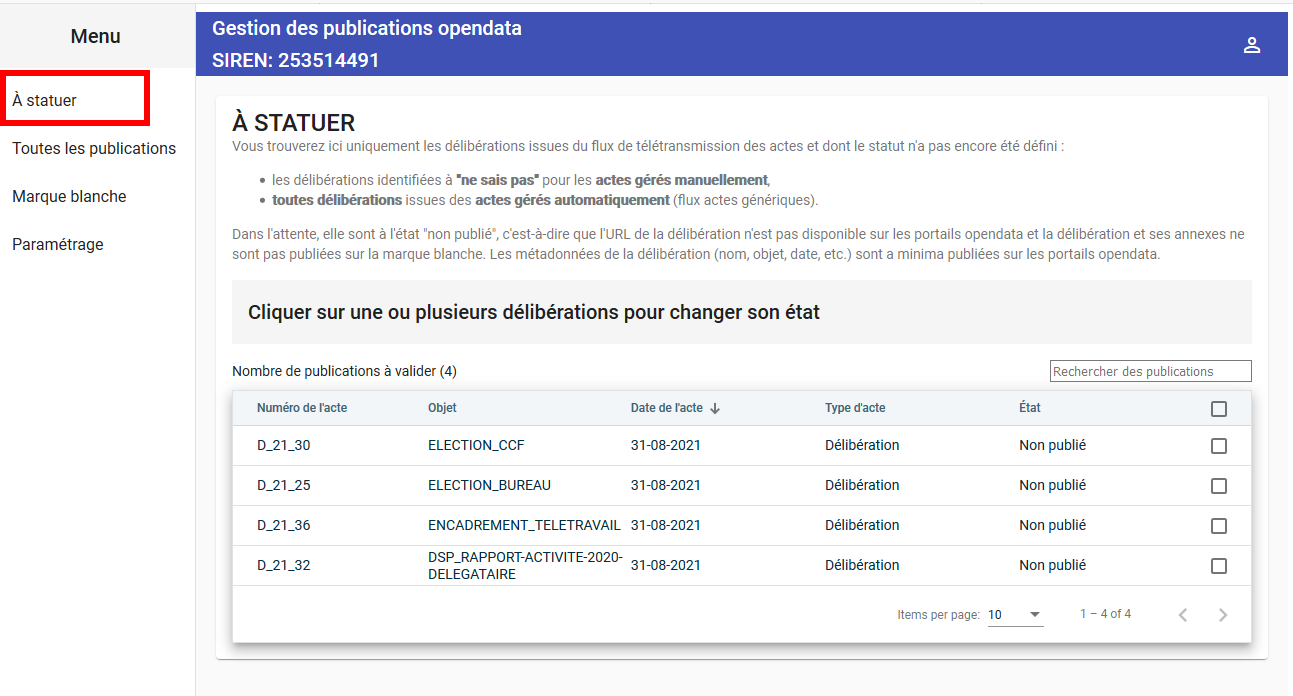 Menu
À statuer
Toutes les publications
Marque blanche
Paramétrage
Gestion des publications opendata
SIREN: 253514491
À STATUER
Vous trouverez ici uniquement les délibérations issues du flux de télétransmission des actes et dont le statut n'a pas encore été défini :
• les délibérations identifiées à "ne sais pas" pour les actes gérés manuellement,
• toutes délibérations issues des actes gérés automatiquement (flux actes génériques).
Dans l'attente, elle sont à l'état "non publié", c'est-à-dire que l'URL de la délibération n'est pas disponible sur les portails opendata et la délibération et ses annexes ne
sont pas publiées sur la marque blanche. Les métadonnées de la délibération (nom, objet, date, etc.) sont a minima publiées sur les portails opendata.
Cliquer sur une ou plusieurs délibérations pour changer son état
Nombre de publications à valider (4)
Rechercher des publications
Numéro de l'acte Objet Date de l'acte Type d'acte État
D_21_30 ELECTION_CCF 31-08-2021 Délibération Non publié
D_21_25 ELECTION_BUREAU 31-08-2021 Délibération Non publié
D_21_36 ENCADREMENT_TELETRAVAIL 31-08-2021 Délibération Non publié
D_21_32 DSP_RAPPORT-ACTIVITE-2020- 31-08-2021 Délibération Non publié
DELEGATAIRE
Items per page: 10 1 – 4 of 4